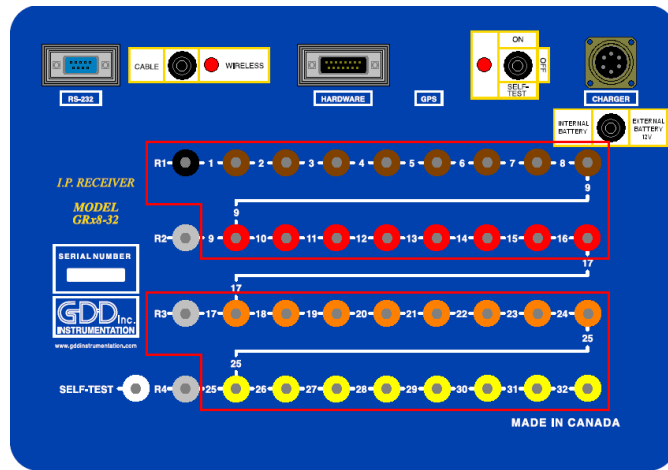 ON
OFF
CABLE
WIRELESS
SELF-
TEST
RS-232
HARDWARE
GPS
CHARGER
INTERNAL
BATTERY
EXTERNAL
BATTERY
12V
R1 1 2 3 4 5 6 7 8
9
I.P. RECEIVER
MODEL
GRx8-32
9
R2 9 10 11 12 13 14 15 16
17
SERIAL NUMBER
17
R3 17 18 19 20 21 22 23 24
GDD Inc.
INSTRUMENTATION
www.gddinstrumentation.com
25
25
SELF-TEST R4 25 26 27 28 29 30 31 32
MADE IN CANADA